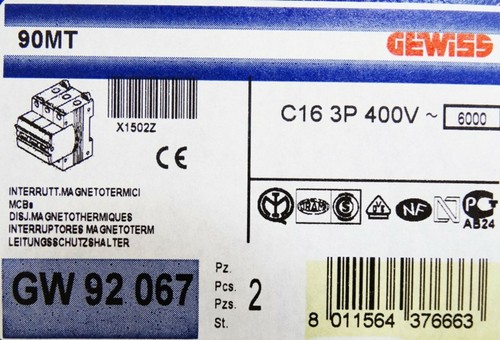 90MT
GEWISS
X1502Z
CE
C16 3P 400V ~ 6000
INTERRUTT.MAGNETOTERMICI
MCBs
DISJ.MAGNETOTHERMIQUES
INTERRUPTORES MAGNETOTERM
LEITUNGSSCHUTZSHALTER
NF
AB24
GW 92 067
Pz.
Pcs.
Pzs.
St.
2
8 011564 376663